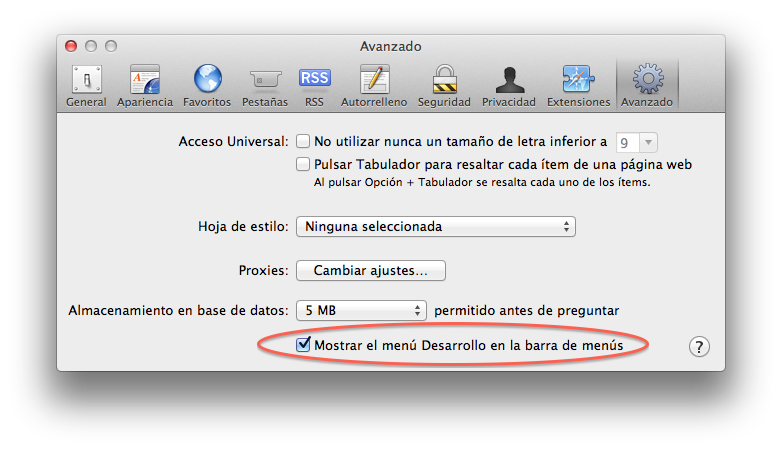 Avanzado
General Apariencia Favoritos Pestañas RSS Autorrelleno Seguridad Privacidad Extensiones Avanzado
RSS
Acceso Universal: No utilizar nunca un tamaño de letra inferior a 9
Pulsar Tabulador para resaltar cada ítem de una página web
Al pulsar Opción + Tabulador se resalta cada uno de los ítems.
Hoja de estilo: Ninguna seleccionada
Proxies: Cambiar ajustes...
Almacenamiento en base de datos: 5 MB permitido antes de preguntar
Mostrar el menú Desarrollo en la barra de menús ?